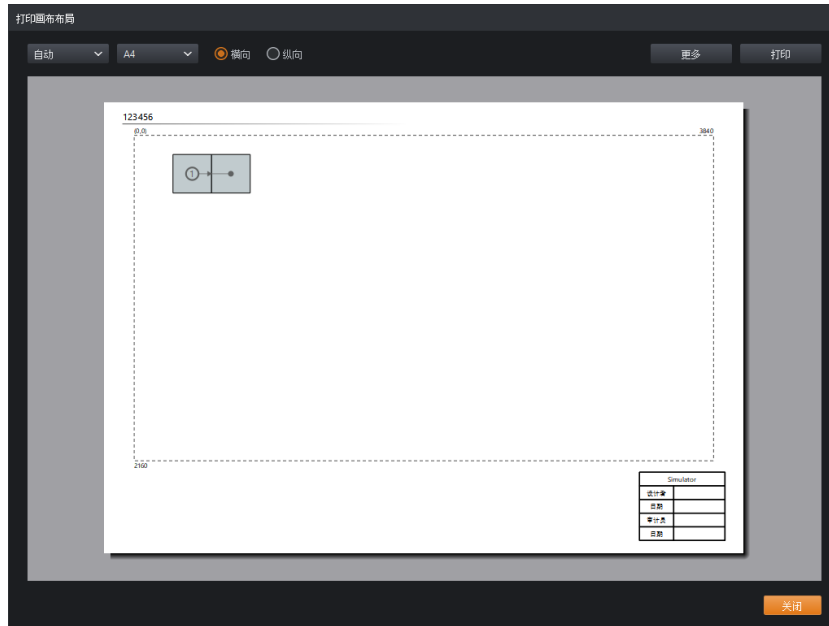 打印画布布局
自动 A4 横向 纵向 更多 打印
123456
(0,0) 3840
1
2160
Simulator
设计者
日期
审计员
日期
关闭